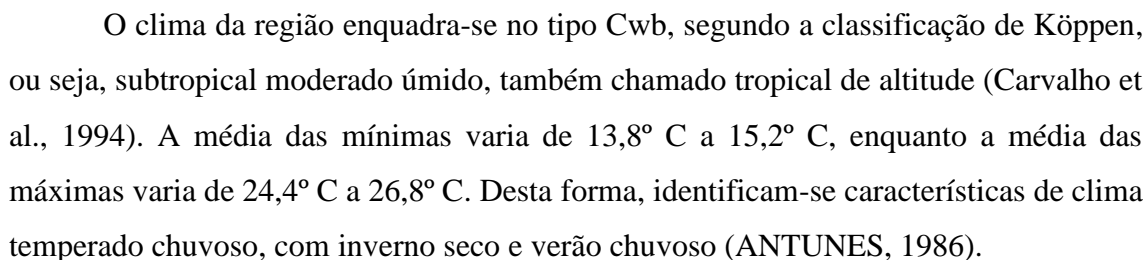 O clima da região enquadra-se no tipo Cwb, segundo a classificação de Köppen,
ou seja, subtropical moderado úmido, também chamado tropical de altitude (Carvalho et
al., 1994). A média das mínimas varia de 13,8º C a 15,2º C, enquanto a média das
máximas varia de 24,4º C a 26,8º C. Desta forma, identificam-se características de clima
temperado chuvoso, com inverno seco e verão chuvoso (ANTUNES, 1986).